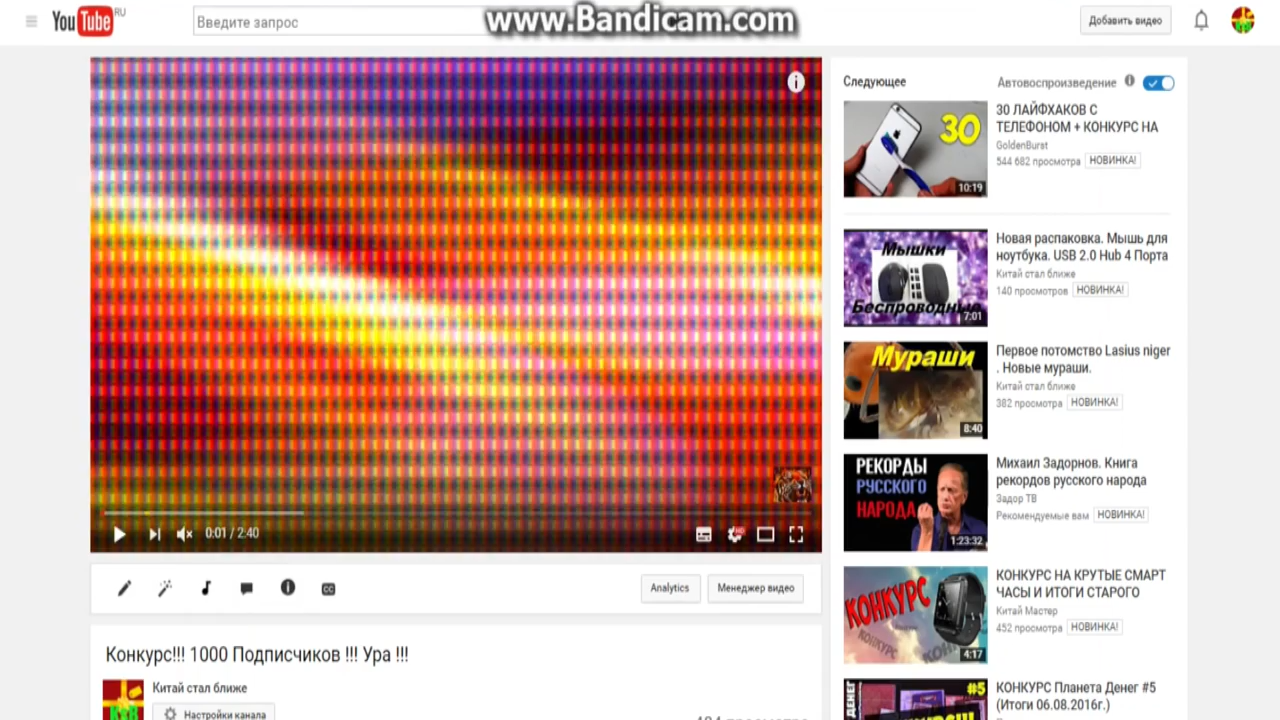 YouTube RU
Введите запрос
www.Bandicam.com
Добавить видео
Следующее
Автовоспроизведение
30
10:19
30 ЛАЙФХАКОВ С
ТЕЛЕФОНОМ + КОНКУРС НА
GoldenBurst
544 682 просмотра НОВИНКА!
Мышки
Беспроводные
7:01
Новая распаковка. Мышь для
ноутбука. USB 2.0 Hub 4 Порта
Китай стал ближе
140 просмотров НОВИНКА!
Мураши
8:40
Первое потомство Lasius niger
. Новые мураши.
Китай стал ближе
382 просмотра НОВИНКА!
РЕКОРДЫ
РУССКОГО
НАРОДА
1:23:32
Михаил Задорнов. Книга
рекордов русского народа
Задор ТВ
Рекомендуемые вам НОВИНКА!
КОНКУРС
4:17
КОНКУРС НА КРУТЫЕ СМАРТ
ЧАСЫ И ИТОГИ СТАРОГО
Китай Мастер
452 просмотра НОВИНКА!
#5
КОНКУРС Планета Денег #5
(Итоги 06.08.2016г.)
0:01 / 2:40
HD
CC
Analytics
Менеджер видео
Конкурс!!! 1000 Подписчиков !!! Ура !!!
Китай стал ближе
Настройки канала